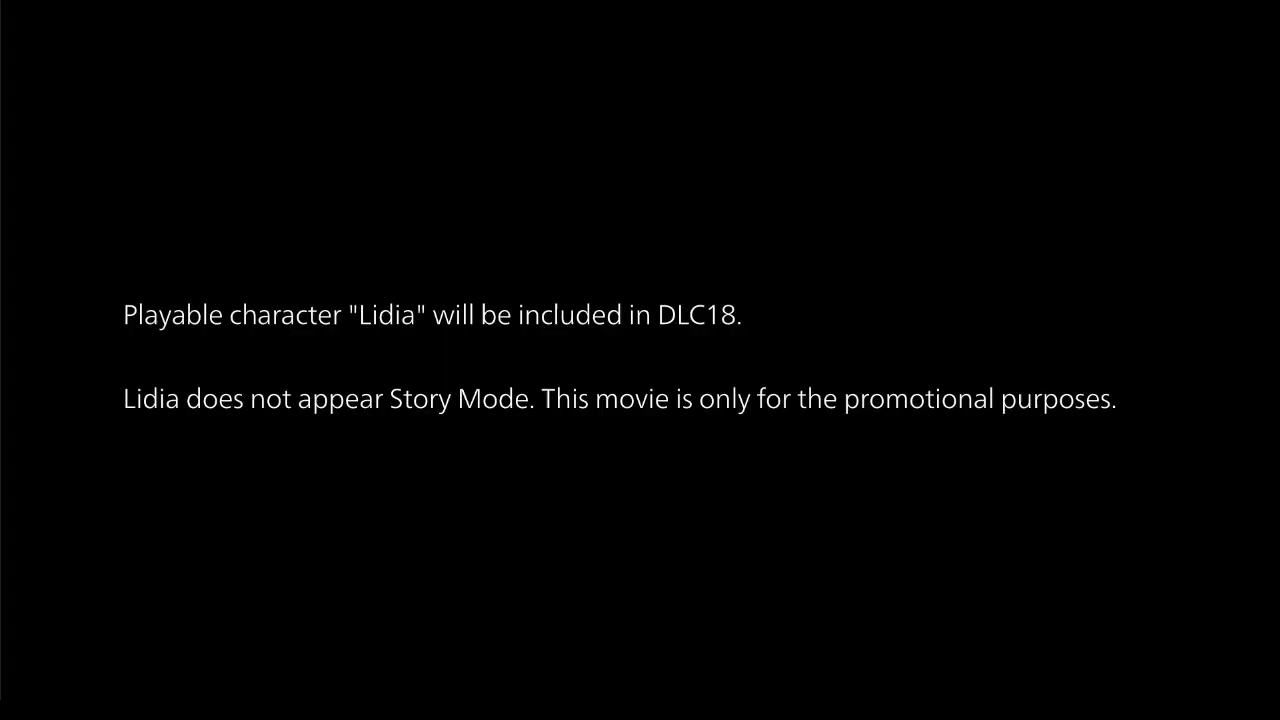 Playable character "Lidia" will be included in DLC18.
Lidia does not appear Story Mode. This movie is only for the promotional purposes.